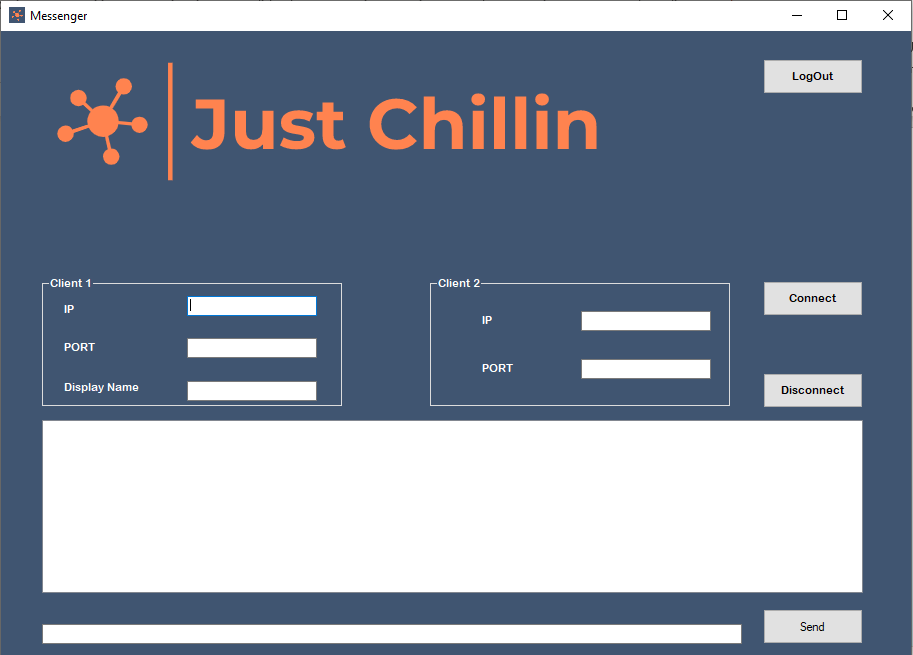 Messenger
LogOut
Just Chillin
Client 1
Client 2
Connect
IP
IP
PORT
PORT
Display Name
Disconnect
Send